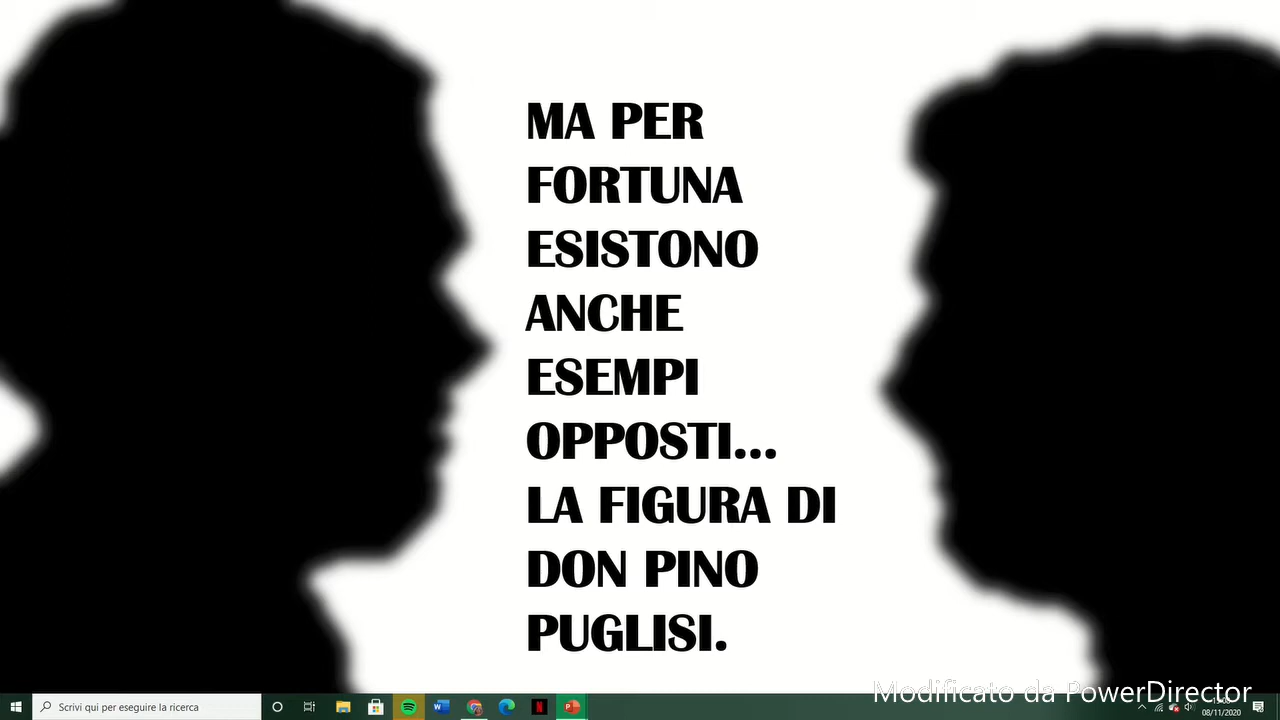 MA PER
FORTUNA
ESISTONO
ANCHE
ESEMPI
OPPOSTI...
LA FIGURA DI
DON PINO
PUGLISI.
Modificato da PowerDirector
Scrivi qui per eseguire la ricerca
08/11/2020